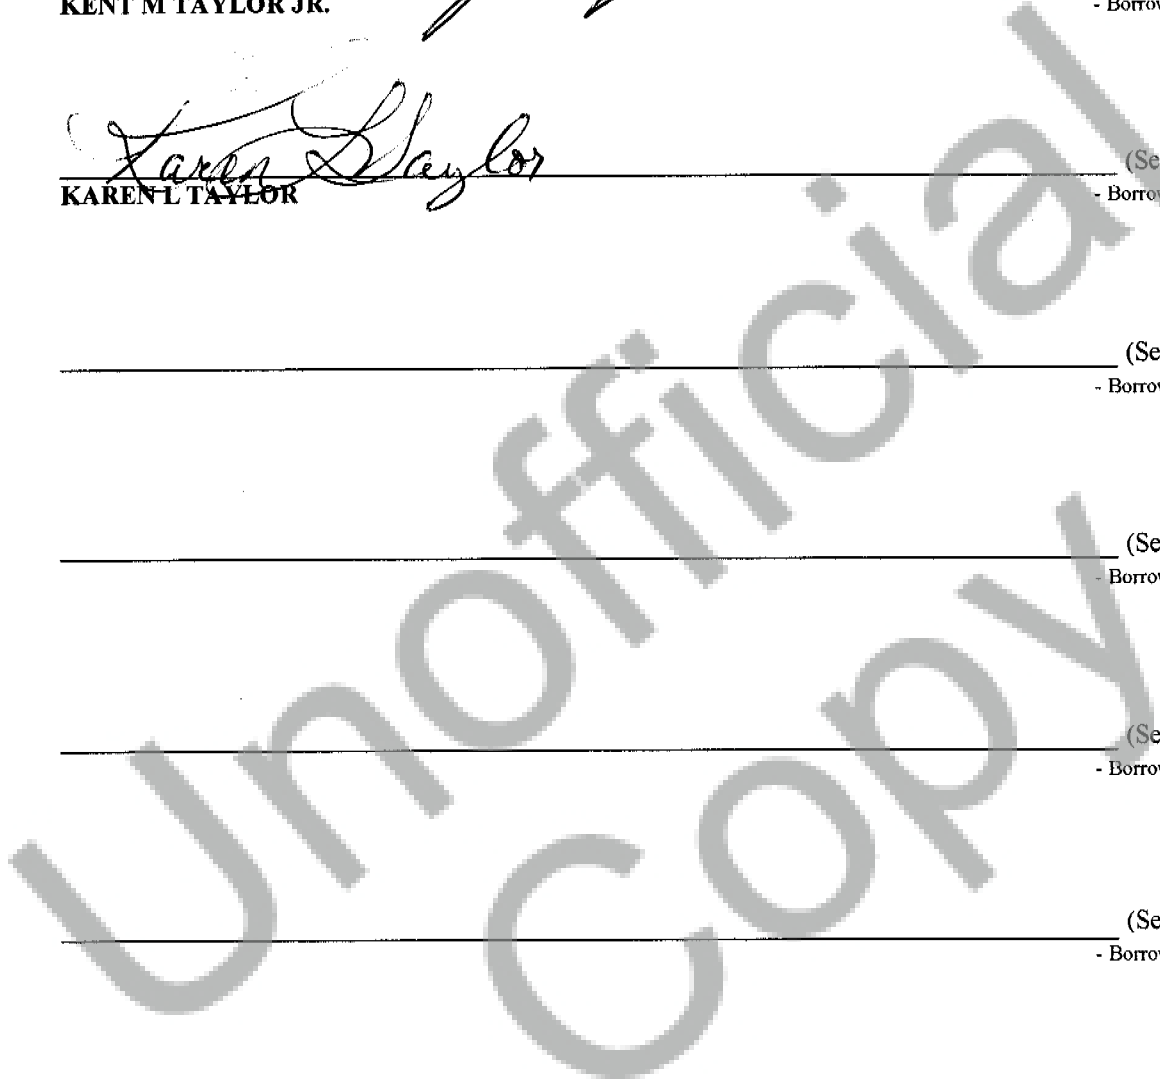 KENT M TAYLOR JR. - Borrow
Karen L Taylor (Se
KAREN L TAYLOR - Borrow
(Se
- Borrow
(Se
- Borrow
(Se
- Borrow
(Se
- Borrow
Unofficial
Copy